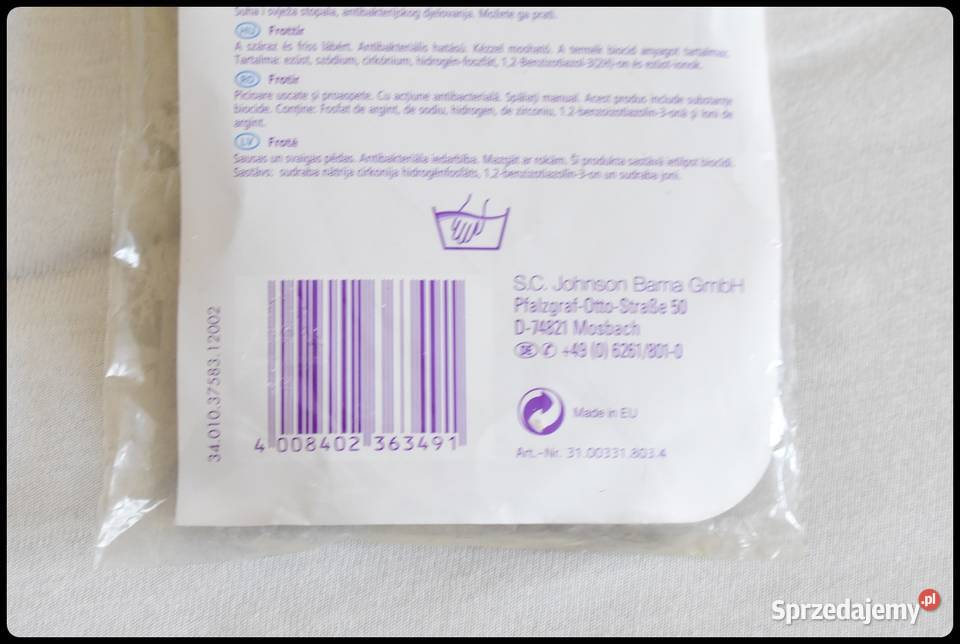 Suha i svježa stopala, antibakterijskog djelovanja. Možete ga prati.
HU Frottír
A száraz és friss lábért. Antibakteriális hatású. Kézzel mosható. A termék biocid anyagot tartalmaz.
Tartalma: ezüst, szódium, cirkónium, hidrogén-foszfát, 1,2-Benzizotiazol-3(2H)-on és ezüst-ionok.
RO Frotir
Picioare uscate și proaspete. Cu acțiune antibacterială. Spălați manual. Acest produs include substanțe
biocide. Conține: Fosfat de argint, de sodiu, hidrogen, de zirconiu, 1,2-benzisotiazolin-3-onă și ioni de
argint.
LV Frotē
Sausas un svaigas pēdas. Antibakteriāla iedarbība. Mazgāt ar rokām. Šī produkta sastāvā ietilpst biocīdi.
Sastāvs: sudraba nātrija cirkonija hidrogēnfosfāts, 1,2-benzizotiazolīn-3-on un sudraba joni.
S.C. Johnson Bama GmbH
Pfalzgraf-Otto-Straße 50
D-74821 Mosbach
DE ✆ +49 (0) 6261/801-0
Made in EU
Art.-Nr. 31.00331.803.4
34.010.37583.12002
4 008402 363491
Sprzedajemy.pl